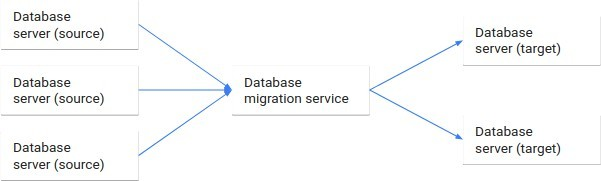 Database
server (source)
Database
server (source)
Database
server (source)
Database
migration service
Database
server (target)
Database
server (target)